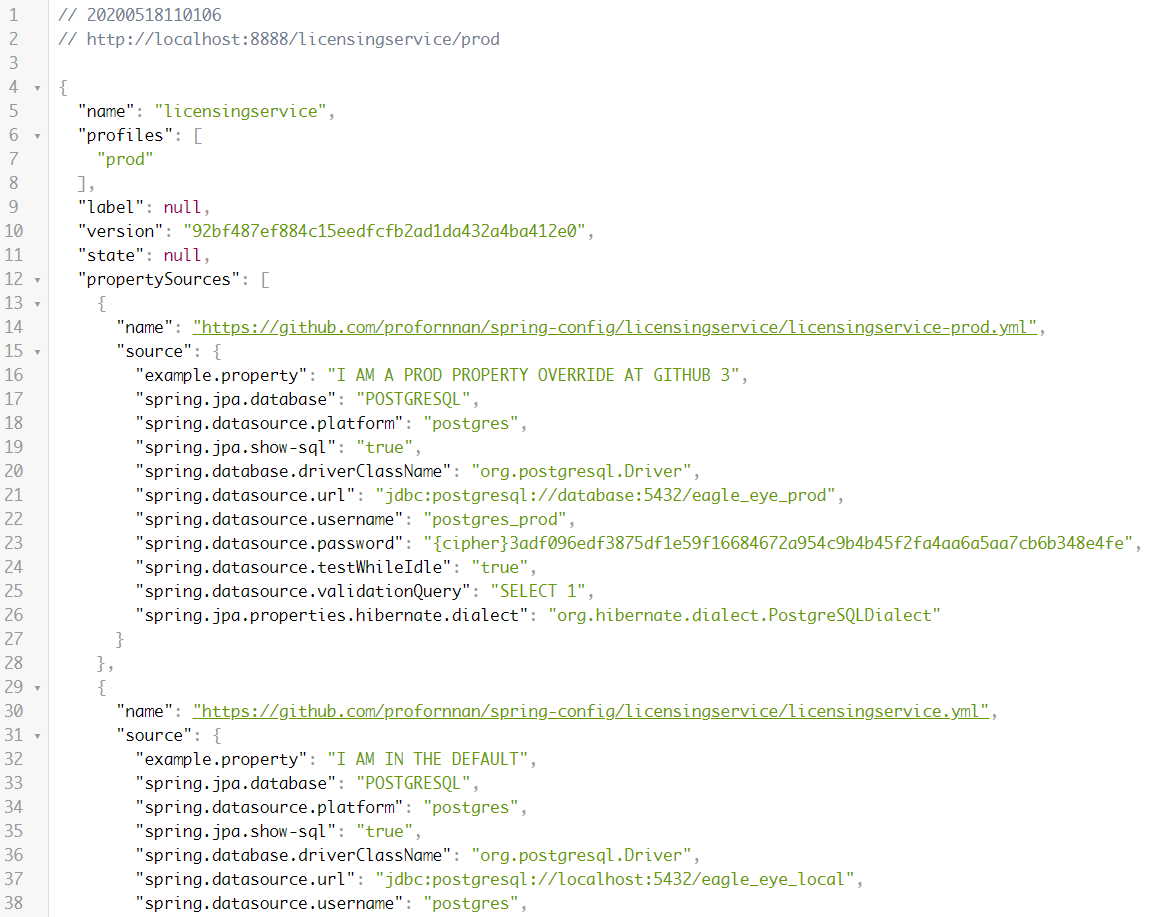 1 // 20200518110106
2 // http://localhost:8888/licensingservice/prod
3
4 {
5 "name": "licensingservice",
6 "profiles": [
7 "prod"
8 ],
9 "label": null,
10 "version": "92bf487ef884c15eedfcfb2ad1da432a4ba412e0",
11 "state": null,
12 "propertySources": [
13 {
14 "name": "https://github.com/profornnan/spring-config/licensingservice/licensingservice-prod.yml",
15 "source": {
16 "example.property": "I AM A PROD PROPERTY OVERRIDE AT GITHUB 3",
17 "spring.jpa.database": "POSTGRESQL",
18 "spring.datasource.platform": "postgres",
19 "spring.jpa.show-sql": "true",
20 "spring.database.driverClassName": "org.postgresql.Driver",
21 "spring.datasource.url": "jdbc:postgresql://database:5432/eagle_eye_prod",
22 "spring.datasource.username": "postgres_prod",
23 "spring.datasource.password": "{cipher}3adf096edf3875df1e59f16684672a954c9b4b45f2fa4aa6a5aa7cb6b348e4fe",
24 "spring.datasource.testWhileIdle": "true",
25 "spring.datasource.validationQuery": "SELECT 1",
26 "spring.jpa.properties.hibernate.dialect": "org.hibernate.dialect.PostgreSQLDialect"
27 }
28 },
29 {
30 "name": "https://github.com/profornnan/spring-config/licensingservice/licensingservice.yml",
31 "source": {
32 "example.property": "I AM IN THE DEFAULT",
33 "spring.jpa.database": "POSTGRESQL",
34 "spring.datasource.platform": "postgres",
35 "spring.jpa.show-sql": "true",
36 "spring.database.driverClassName": "org.postgresql.Driver",
37 "spring.datasource.url": "jdbc:postgresql://localhost:5432/eagle_eye_local",
38 "spring.datasource.username": "postgres",